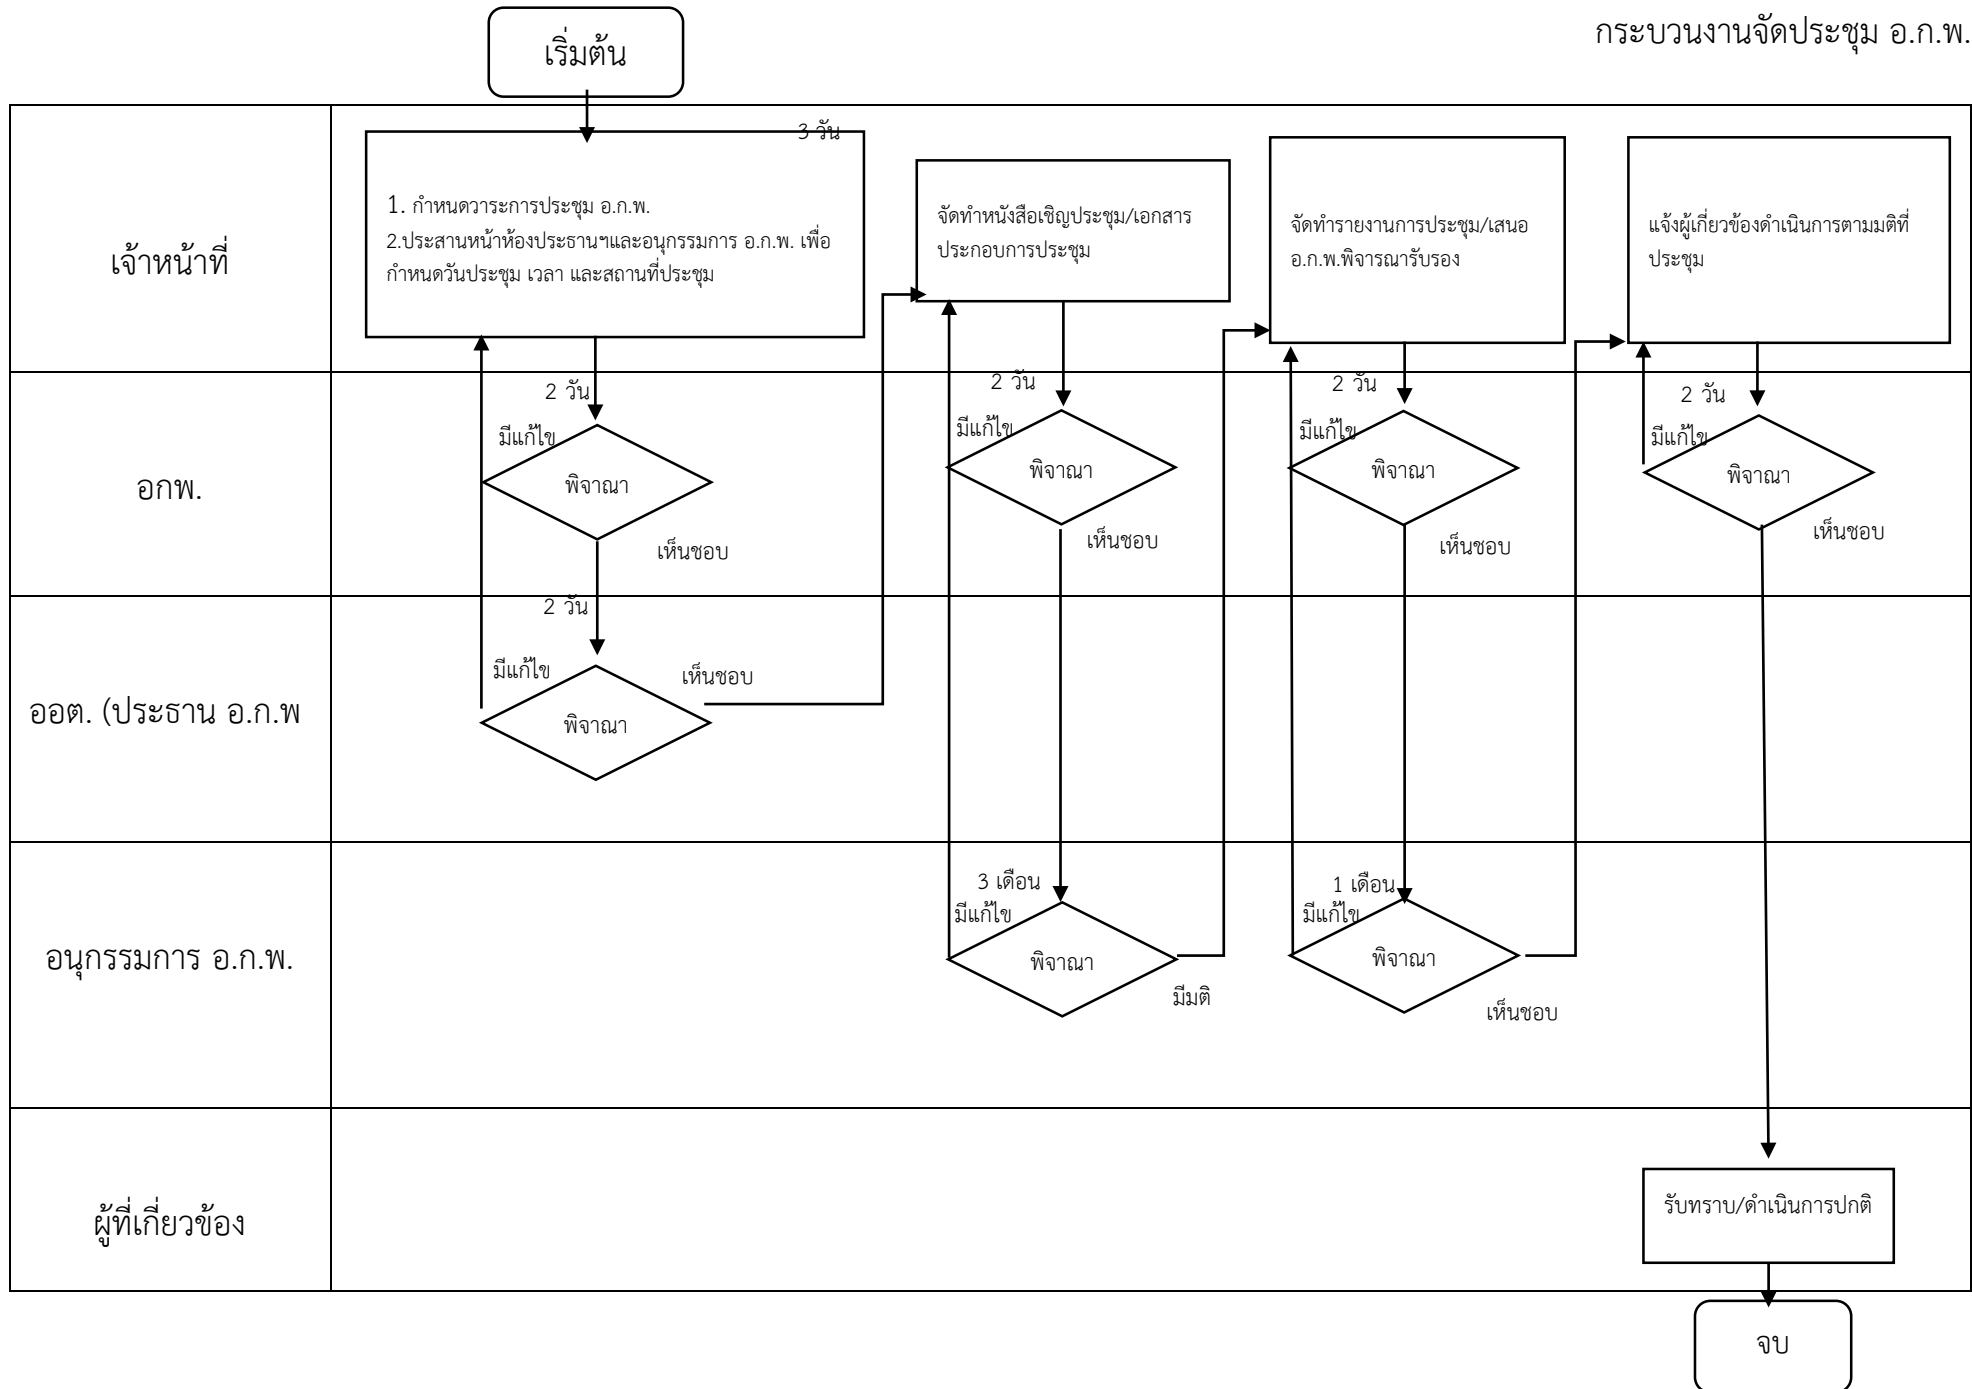 กระบวนงานจัดประชุม อ.ก.พ.
เริ่มต้น
เจ้าหน้าที่
3 วัน
1. กำหนดวาระการประชุม อ.ก.พ.
2.ประสานหน้าห้องประธานฯและอนุกรรมการ อ.ก.พ. เพื่อ
กำหนดวันประชุม เวลา และสถานที่ประชุม
จัดทำหนังสือเชิญประชุม/เอกสาร
ประกอบการประชุม
จัดทำรายงานการประชุม/เสนอ
อ.ก.พ.พิจารณารับรอง
แจ้งผู้เกี่ยวข้องดำเนินการตามมติที่
ประชุม
อกพ.
2 วัน
มีแก้ไข
พิจาณา
เห็นชอบ
2 วัน
มีแก้ไข
พิจาณา
เห็นชอบ
2 วัน
มีแก้ไข
พิจาณา
เห็นชอบ
2 วัน
มีแก้ไข
พิจาณา
เห็นชอบ
ออต. (ประธาน อ.ก.พ
2 วัน
มีแก้ไข
พิจาณา
เห็นชอบ
อนุกรรมการ อ.ก.พ.
3 เดือน
มีแก้ไข
พิจาณา
มีมติ
1 เดือน
มีแก้ไข
พิจาณา
เห็นชอบ
ผู้ที่เกี่ยวข้อง
รับทราบ/ดำเนินการปกติ
จบ